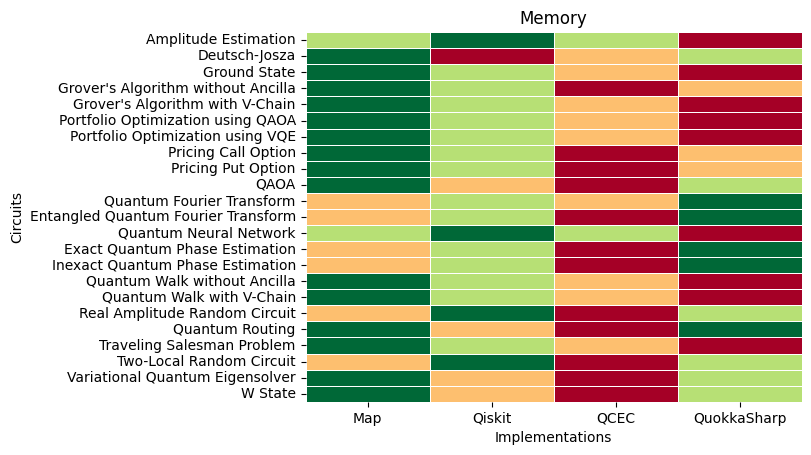 Memory
Amplitude Estimation
Deutsch-Josza
Ground State
Grover's Algorithm without Ancilla
Grover's Algorithm with V-Chain
Portfolio Optimization using QAOA
Portfolio Optimization using VQE
Pricing Call Option
Pricing Put Option
QAOA
Quantum Fourier Transform
Entangled Quantum Fourier Transform
Quantum Neural Network
Exact Quantum Phase Estimation
Inexact Quantum Phase Estimation
Quantum Walk without Ancilla
Quantum Walk with V-Chain
Real Amplitude Random Circuit
Quantum Routing
Traveling Salesman Problem
Two-Local Random Circuit
Variational Quantum Eigensolver
W State
Circuits
Map Qiskit QCEC QuokkaSharp
Implementations